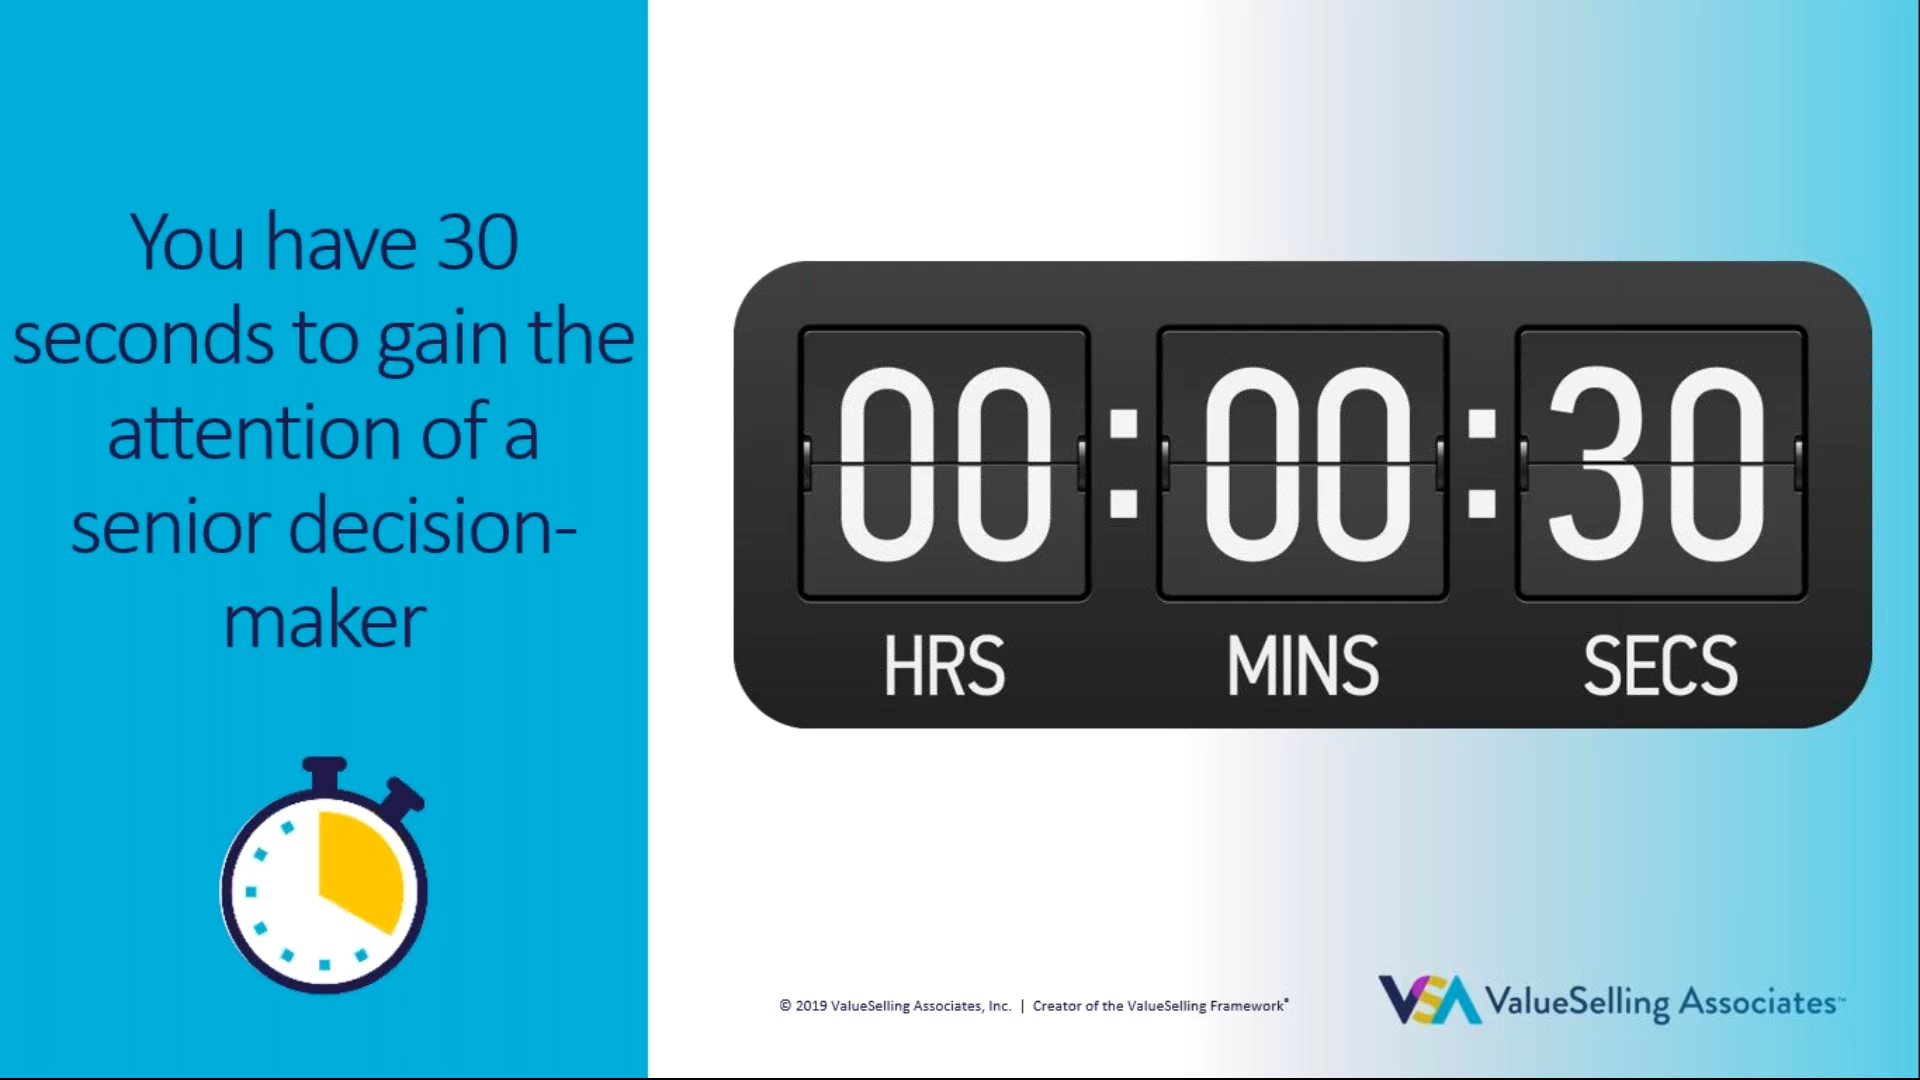 You have 30
seconds to gain the
attention of a
senior decision-
maker
00:00:30
HRS MINS SECS
© 2019 ValueSelling Associates, Inc. | Creator of the ValueSelling Framework®
VSA ValueSelling Associates™